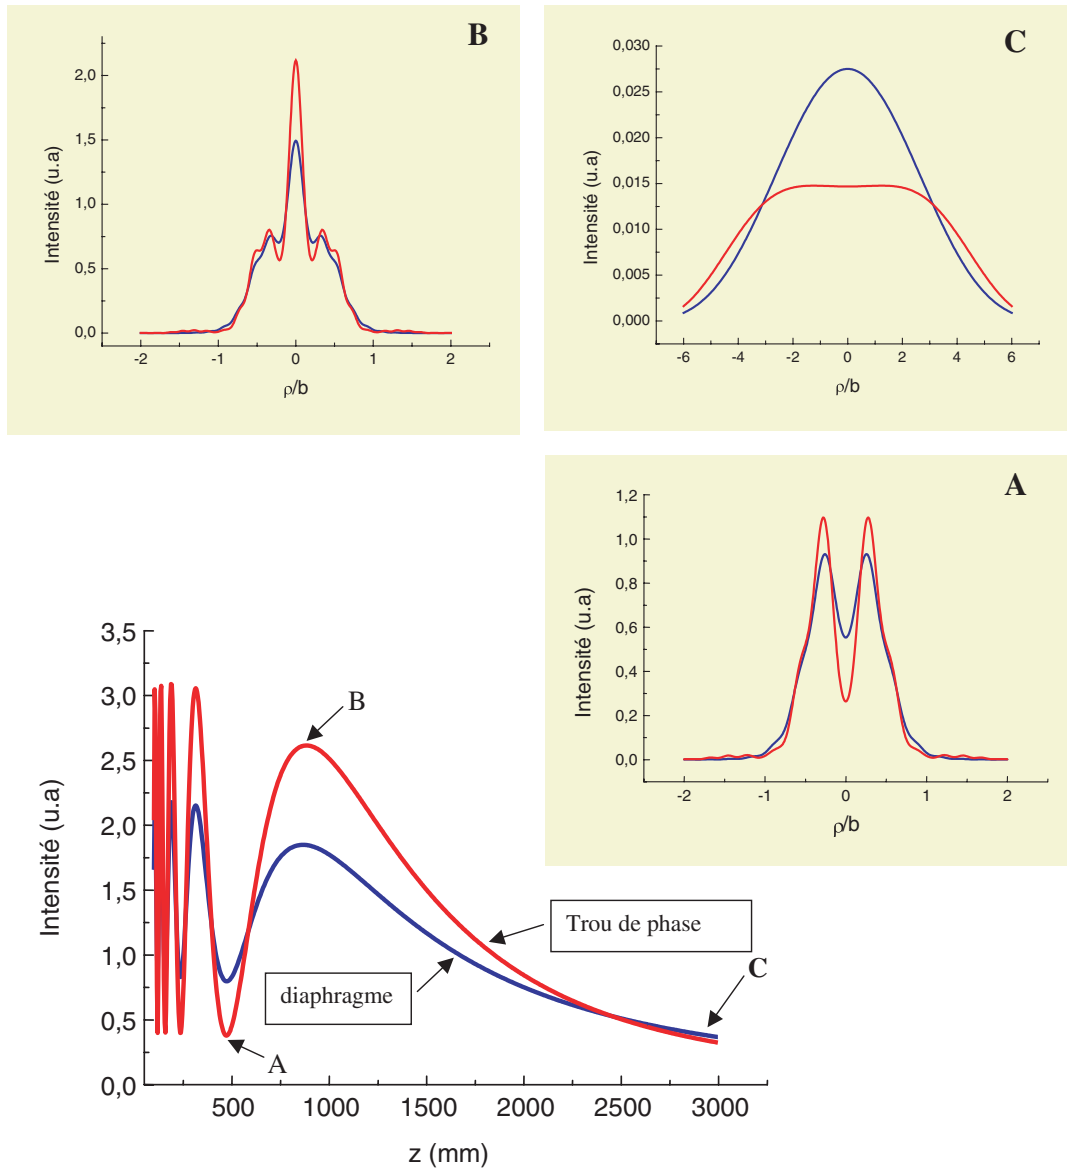 B
2,0
1,5
1,0
0,5
0,0
Intensité (u.a)
-2 -1 0 1 2
ρ/b
C
0,030
0,025
0,020
0,015
0,010
0,005
0,000
Intensité (u.a)
-6 -4 -2 0 2 4 6
ρ/b
A
1,2
1,0
0,8
0,6
0,4
0,2
0,0
Intensité (u.a)
-2 -1 0 1 2
ρ/b
3,5
3,0
2,5
2,0
1,5
1,0
0,5
0,0
Intensité (u.a)
B
Trou de phase
C
diaphragme
A
500 1000 1500 2000 2500 3000
z (mm)